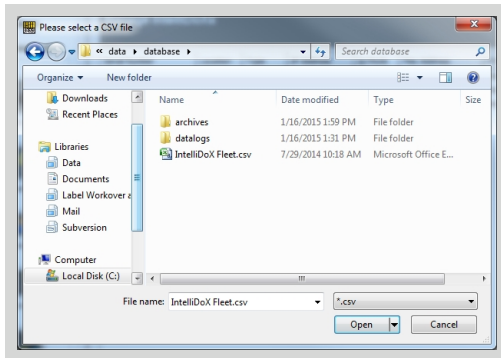 Please select a CSV file
« data ▸ database ▸
Search database
Organize ▾ New folder
Downloads
Recent Places
Libraries
Data
Documents
Label Workover a
Mail
Subversion
Computer
Local Disk (C:)
Name Date modified Type Size
archives 1/16/2015 1:59 PM File folder
datalogs 1/16/2015 1:31 PM File folder
IntelliDoX Fleet.csv 7/29/2014 10:18 AM Microsoft Office E...
File name: IntelliDoX Fleet.csv *.csv
Open Cancel